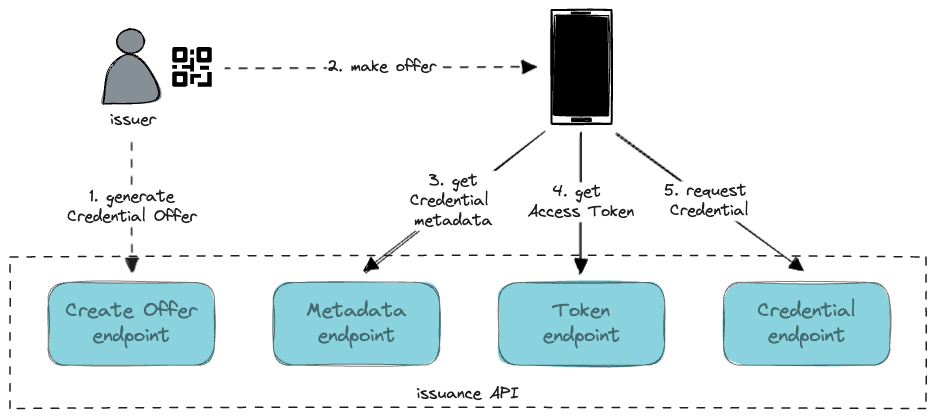 2. make offer
issuer
1. generate
Credential Offer
3. get
Credential
metadata
4. get
Access Token
5. request
Credential
Create Offer
endpoint
Metadata
endpoint
Token
endpoint
Credential
endpoint
issuance API